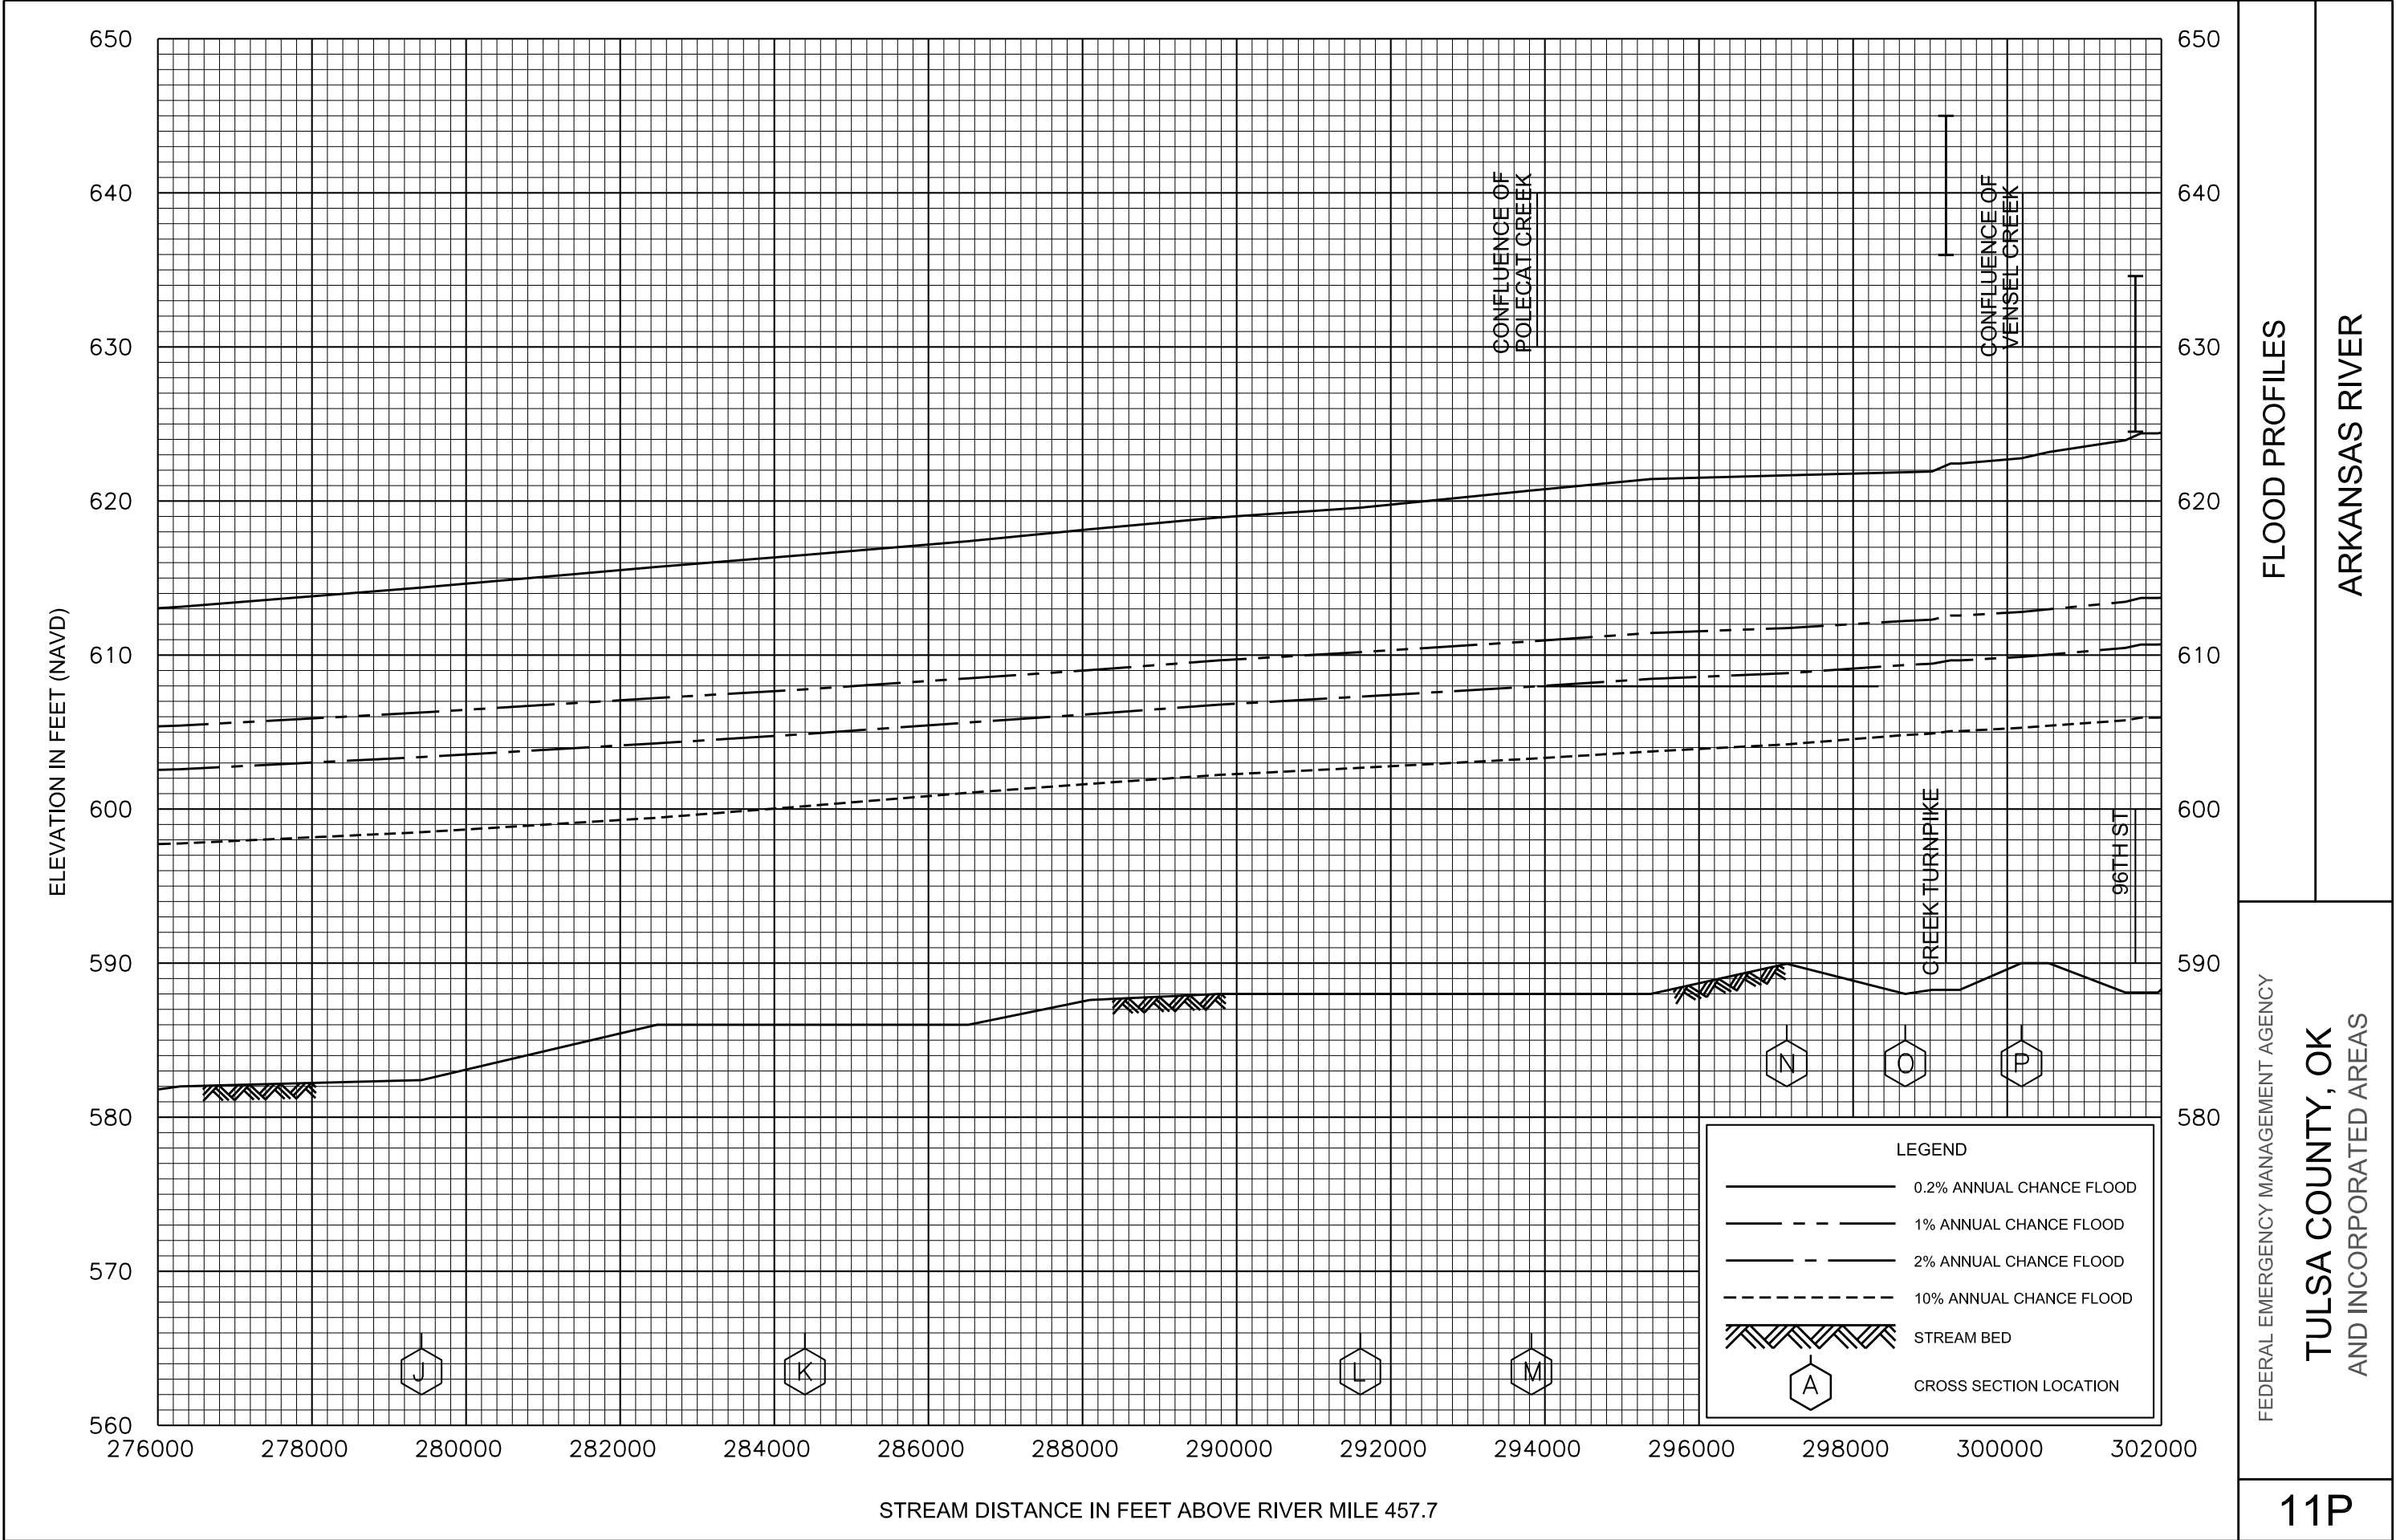 650
640
630
620
610
600
590
580
570
560
ELEVATION IN FEET (NAVD)
276000
278000
280000
282000
284000
286000
288000
290000
292000
294000
296000
298000
300000
302000
STREAM DISTANCE IN FEET ABOVE RIVER MILE 457.7
650
640
630
620
610
600
590
580
CONFLUENCE OF
POLECAT CREEK
CONFLUENCE OF
VENSEL CREEK
CREEK TURNPIKE
96TH ST
J
K
L
M
N
O
P
LEGEND
0.2% ANNUAL CHANCE FLOOD
1% ANNUAL CHANCE FLOOD
2% ANNUAL CHANCE FLOOD
10% ANNUAL CHANCE FLOOD
STREAM BED
A
CROSS SECTION LOCATION
FLOOD PROFILES
ARKANSAS RIVER
FEDERAL EMERGENCY MANAGEMENT AGENCY
TULSA COUNTY, OK
AND INCORPORATED AREAS
11P